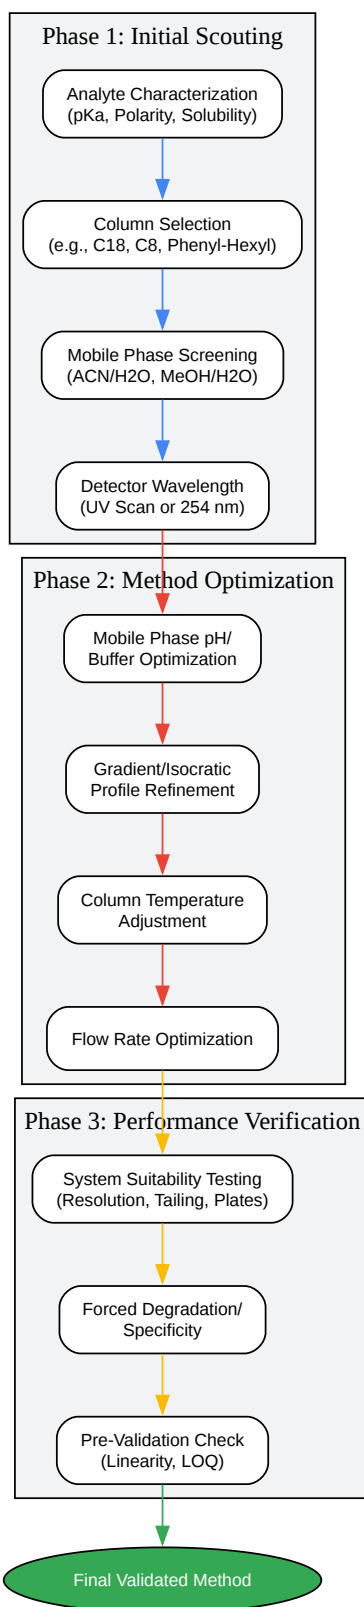 Phase 1: Initial Scouting
Analyte Characterization
(pKa, Polarity, Solubility)
Column Selection
(e.g., C18, C8, Phenyl-Hexyl)
Mobile Phase Screening
(ACN/H2O, MeOH/H2O)
Detector Wavelength
(UV Scan or 254 nm)
Phase 2: Method Optimization
Mobile Phase pH/
Buffer Optimization
Gradient/Isocratic
Profile Refinement
Column Temperature
Adjustment
Flow Rate Optimization
Phase 3: Performance Verification
System Suitability Testing
(Resolution, Tailing, Plates)
Forced Degradation/
Specificity
Pre-Validation Check
(Linearity, LOQ)
Final Validated Method